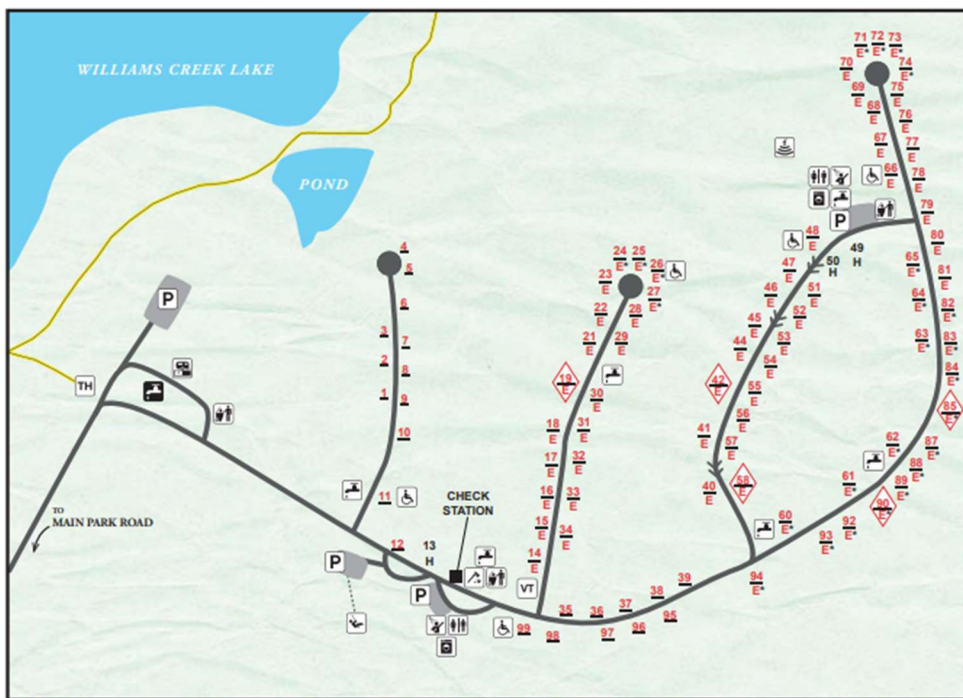 WILLIAMS CREEK LAKE
POND
P
TH
TO
MAIN PARK ROAD
4
5
6
3
7
2
8
1
9
10
11
12
13
H
CHECK
STATION
P
P
VT
24
E*
25
E*
26
E*
23
E
27
E*
22
E
28
E
21
E
29
E
19
E
30
E
18
E
31
E
17
E
32
E
16
E
33
E
15
E
34
E
14
E
35
36
37
38
39
99
98
97
96
95
71
E*
72
E*
73
E*
70
E
74
E*
69
E
75
E
68
E
76
E
67
E
77
E
66
E
78
E
P
79
E
48
E
49
H
50
H
80
E
47
E
51
E
65
E*
81
E
46
E
52
E
64
E*
82
E*
45
E
53
E
63
E*
83
E*
44
E
54
E
84
E*
42
E
55
E
85
E*
56
E
41
E
57
E
62
E*
87
E*
40
E
58
E
61
E*
88
E*
89
E*
90
E*
60
E*
92
E*
93
E*
94
E*